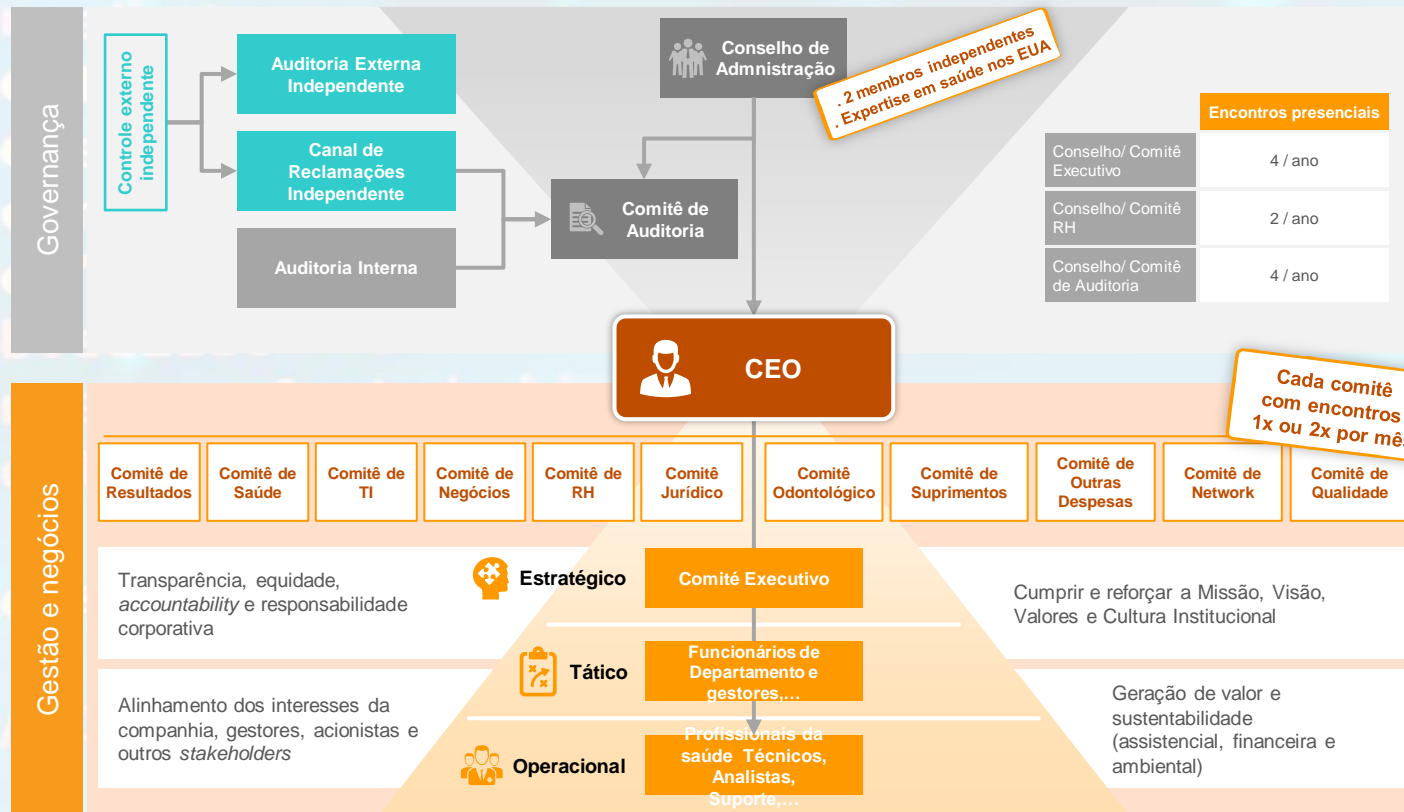 Governança
Controle externo
independente
Auditoria Externa
Independente
Canal de
Reclamações
Independente
Auditoria Interna
Conselho de
Admnistração
. 2 membros independentes
. Expertise em saúde nos EUA
Comitê de
Auditoria
Encontros presenciais
Conselho/ Comitê
Executivo
4 / ano
Conselho/ Comitê
RH
2 / ano
Conselho/ Comitê
de Auditoria
4 / ano
CEO
Cada comitê
com encontros
1x ou 2x por mês
Gestão e negócios
Comitê de
Resultados
Comitê de
Saúde
Comitê de
TI
Comitê de
Negócios
Comitê de
RH
Comitê
Jurídico
Comitê
Odontológico
Comitê de
Suprimentos
Comitê de
Outras
Despesas
Comitê de
Network
Comitê de
Qualidade
Transparência, equidade,
accountability e responsabilidade
corporativa
Estratégico
Comité Executivo
Cumprir e reforçar a Missão, Visão,
Valores e Cultura Institucional
Tático
Funcionários de
Departamento e
gestores,...
Alinhamento dos interesses da
companhia, gestores, acionistas e
outros stakeholders
Operacional
Profissionais da
saúde Técnicos,
Analistas,
Suporte,...
Geração de valor e
sustentabilidade
(assistencial, financeira e
ambiental)